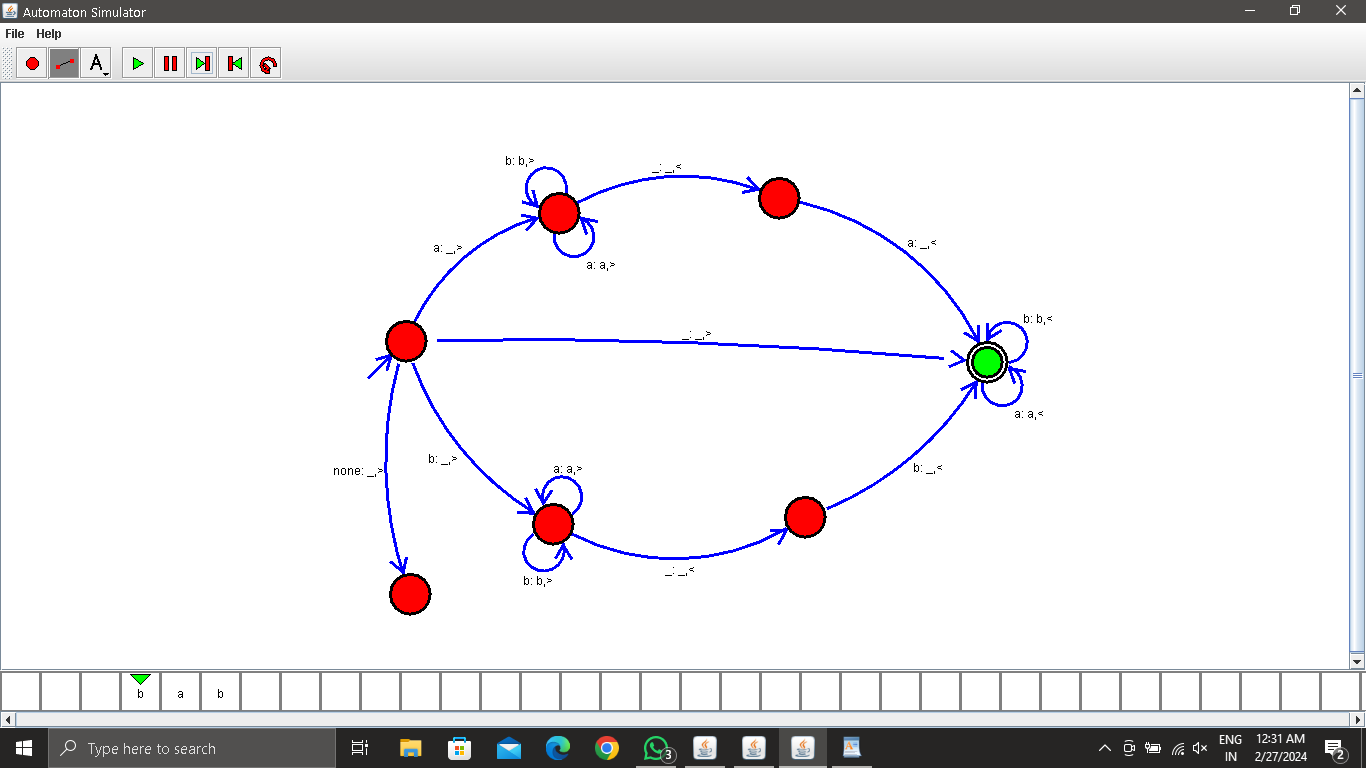 Automaton Simulator
File Help
A
b: b,>
_: _,<
a: _,>
a: _,<
a: a,>
b: b,<
_: _,>
a: a,<
b: _,>
a: a,>
b: _,<
none: _,>
_: _,<
b: b,>
b a b
Type here to search
3
ENG
IN
12:31 AM
2/27/2024
2